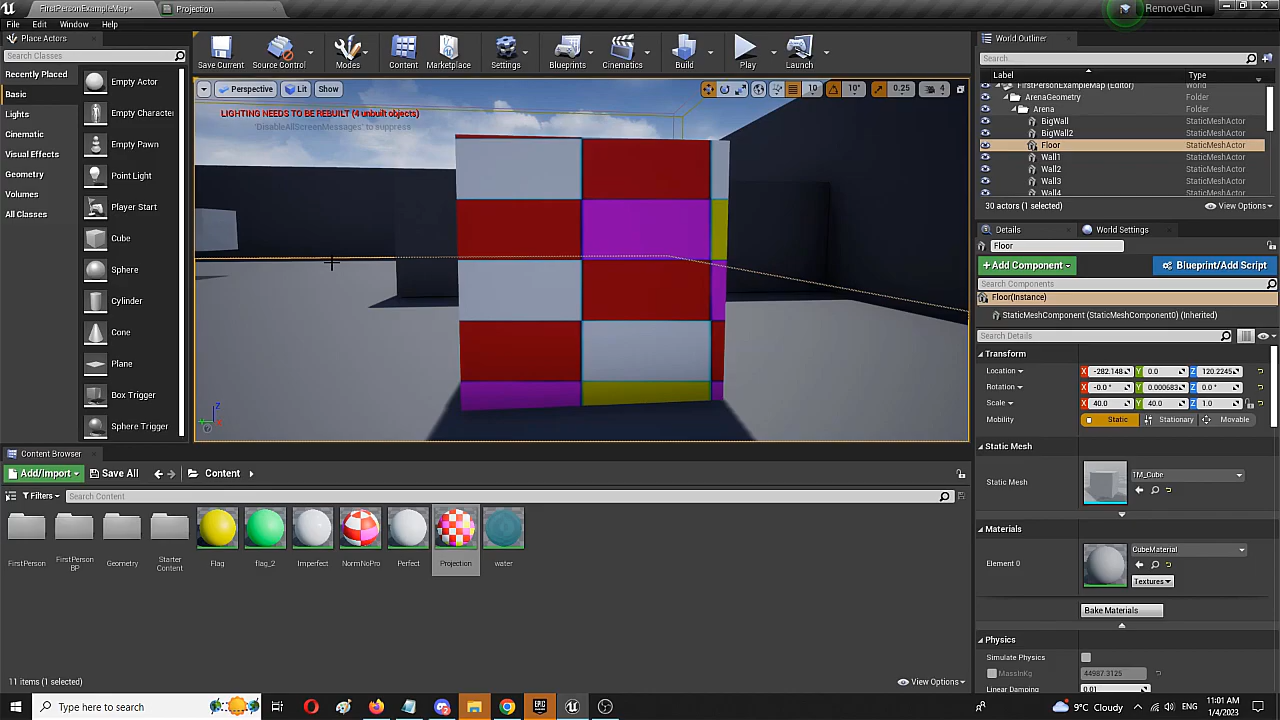 FirstPersonExampleMap*
Projection
RemoveGun
File
Edit
Window
Help
Place Actors
Search Classes
Recently Placed
Basic
Lights
Cinematic
Visual Effects
Geometry
Volumes
All Classes
Empty Actor
Empty Character
Empty Pawn
Point Light
Player Start
Cube
Sphere
Cylinder
Cone
Plane
Box Trigger
Sphere Trigger
Save Current
Source Control
Modes
Content
Marketplace
Settings
Blueprints
Cinematics
Build
Play
Launch
Perspective
Lit
Show
10
10°
0.25
4
LIGHTING NEEDS TO BE REBUILT (4 unbuilt objects)
'DisableAllScreenMessages' to suppress
Z
World Outliner
Search...
Label
Type
FirstPersonExampleMap (Editor) World
ArenaGeometry Folder
Arena Folder
BigWall StaticMeshActor
BigWall2 StaticMeshActor
Floor StaticMeshActor
Wall1 StaticMeshActor
Wall2 StaticMeshActor
Wall3 StaticMeshActor
Wall4 StaticMeshActor
30 actors (1 selected)
View Options
Details
World Settings
Floor
+Add Component
Blueprint/Add Script
Search Components
Floor(Instance)
StaticMeshComponent (StaticMeshComponent0) (Inherited)
Search Details
Transform
Location X -282.148 Y 0.0 Z 120.2245
Rotation X -0.0 ° Y 0.000683 Z 0.0 °
Scale X 40.0 Y 40.0 Z 1.0
Mobility Static Stationary Movable
Static Mesh
Static Mesh
1M_Cube
Materials
Element 0
CubeMaterial
Textures
Bake Materials
Physics
Simulate Physics
MassInKg 44987.3125
Linear Damping 0.01
Content Browser
Add/Import
Save All
Content
Filters
Search Content
FirstPerson
FirstPerson
BP
Geometry
Starter
Content
Flag
flag_2
Imperfect
NormNoPro
Perfect
Projection
water
11 items (1 selected)
View Options
Type here to search
9°C Cloudy
ENG
11:01 AM
1/4/2023